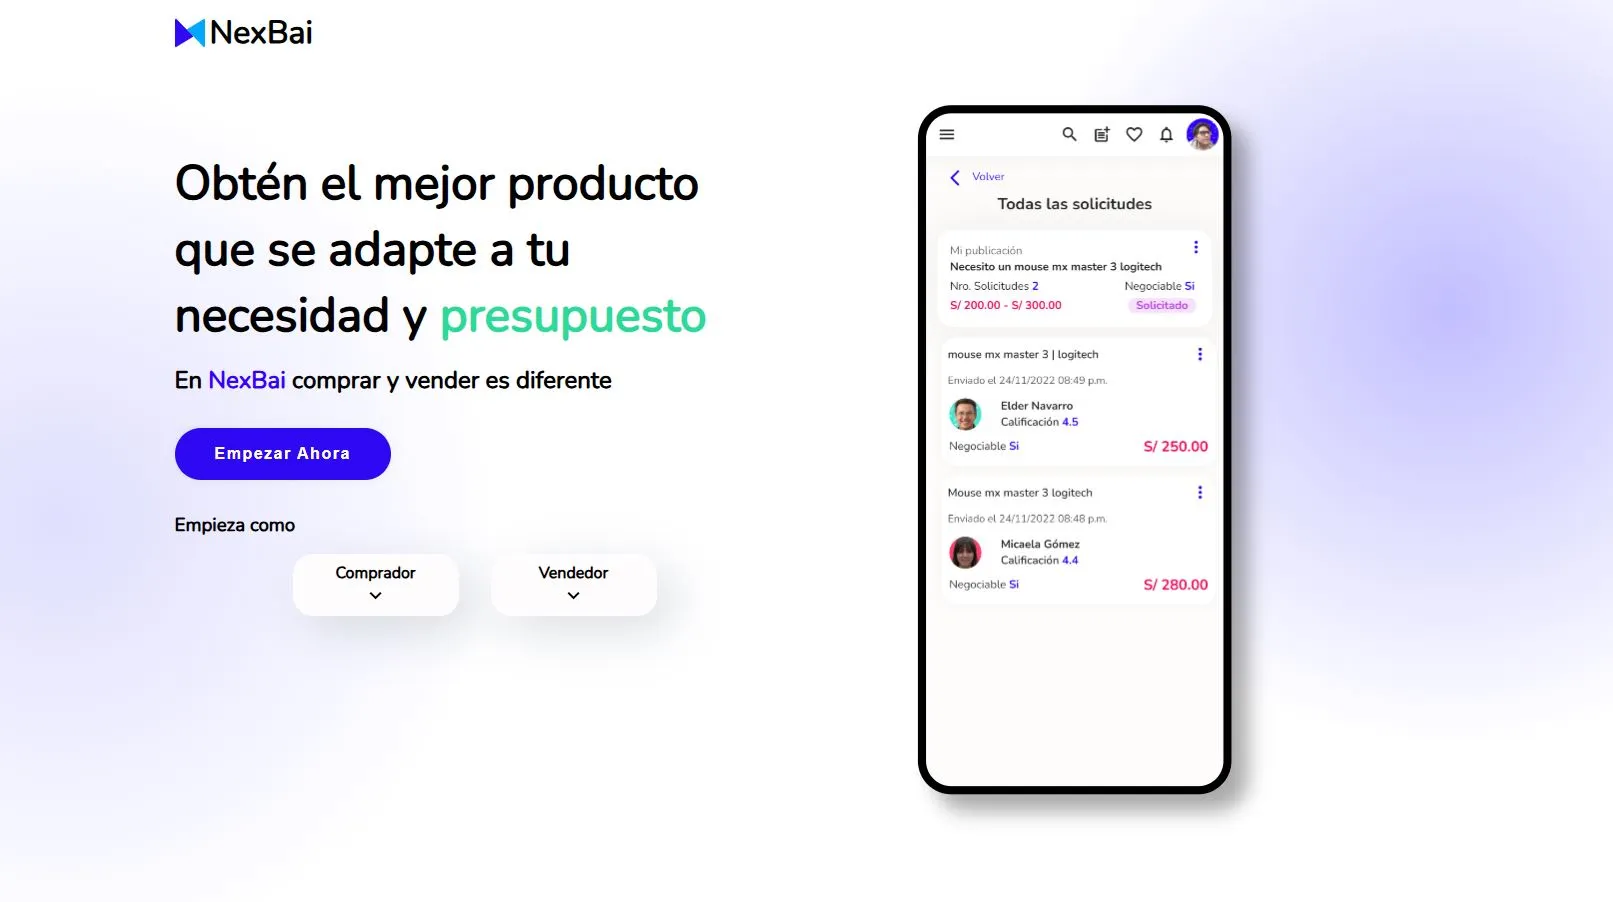 NexBai
Obtén el mejor producto
que se adapte a tu
necesidad y presupuesto
En NexBai comprar y vender es diferente
Empezar Ahora
Empieza como
Comprador
Vendedor
Volver
Todas las solicitudes
Mi publicación
Necesito un mouse mx master 3 logitech
Nro. Solicitudes 2 Negociable Si
S/ 200.00 - S/ 300.00 Solicitado
mouse mx master 3 | logitech
Enviado el 24/11/2022 08:49 p.m.
Elder Navarro
Calificación 4.5
Negociable Si S/ 250.00
Mouse mx master 3 logitech
Enviado el 24/11/2022 08:48 p.m.
Micaela Gómez
Calificación 4.4
Negociable Si S/ 280.00